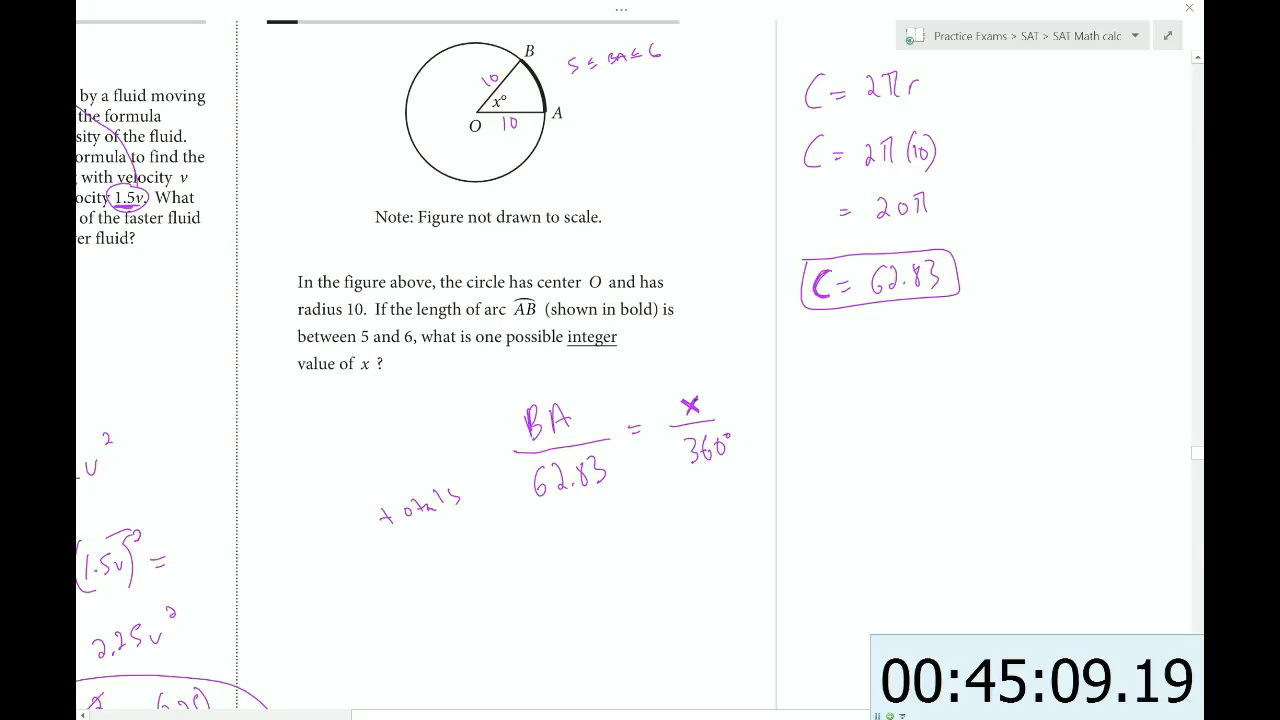 Practice Exams > SAT > SAT Math calc
by a fluid moving
the formula
sity of the fluid.
ormula to find the
with velocity v
ocity 1.5v. What
of the faster fluid
er fluid?
v²
(1.5v)² =
2.25v²
B
5 ≤ BA ≤ 6
10
x°
O
10
A
Note: Figure not drawn to scale.
In the figure above, the circle has center O and has
radius 10. If the length of arc AB (shown in bold) is
between 5 and 6, what is one possible integer
value of x ?
BA
62.83
=
x
360°
totals
C = 2πr
C = 2π(10)
= 20π
C = 62.83
00:45:09.19